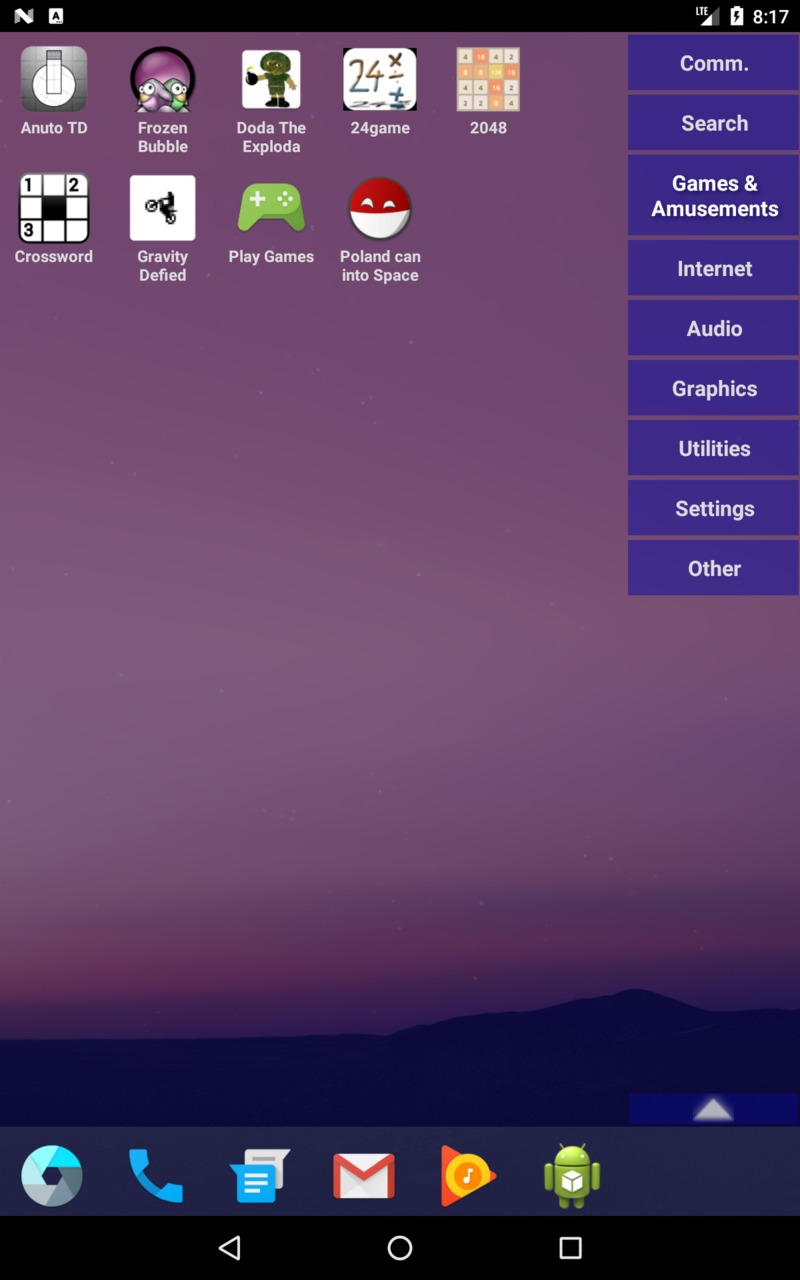 LTE 8:17
Anuto TD
Frozen
Bubble
Doda The
Exploda
24game
2048
Crossword
Gravity
Defied
Play Games
Poland can
into Space
Comm.
Search
Games &
Amusements
Internet
Audio
Graphics
Utilities
Settings
Other